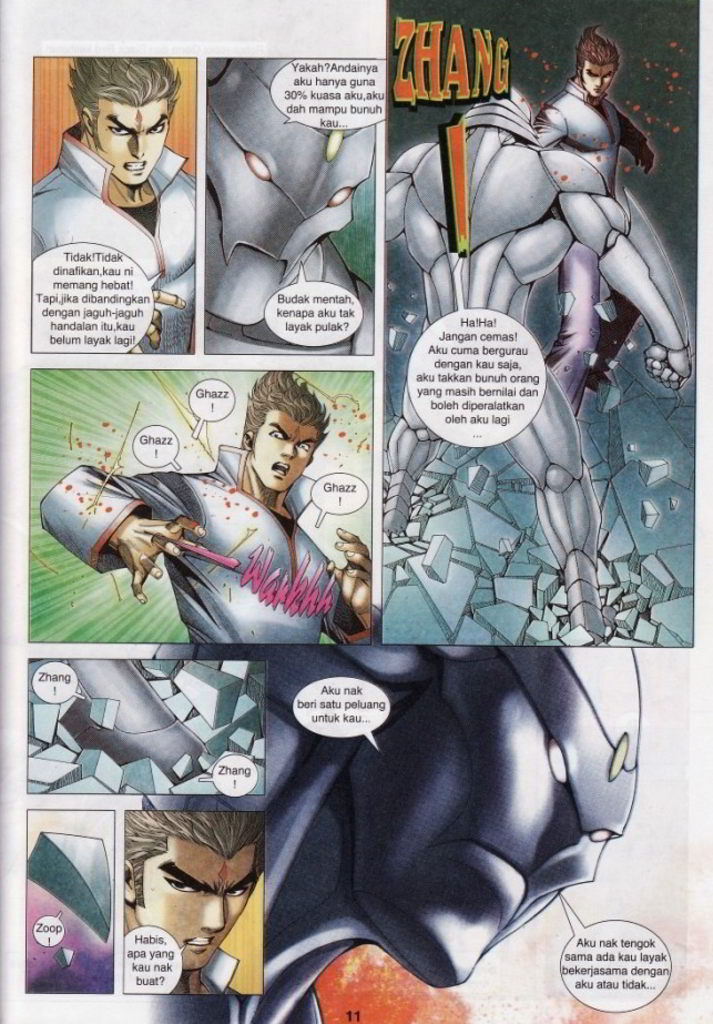 Tidak!Tidak
dinafikan,kau ni
memang hebat!
Tapi,jika dibandingkan
dengan jaguh-jaguh
handalan itu,kau
belum layak lagi!
Yakah?Andainya
aku hanya guna
30% kuasa aku,aku
dah mampu bunuh
kau...
Budak mentah,
kenapa aku tak
layak pulak?
ZHANG
!
Ha!Ha!
Jangan cemas!
Aku cuma bergurau
dengan kau saja,
aku takkan bunuh orang
yang masih bernilai dan
boleh diperalatkan
oleh aku lagi
...
Ghazz
!
Ghazz
!
Ghazz
!
Zhang
!
Zhang
!
Aku nak
beri satu peluang
untuk kau...
Zoop
!
Habis,
apa yang
kau nak
buat?
Aku nak tengok
sama ada kau layak
bekerjasama dengan
aku atau tidak...
11